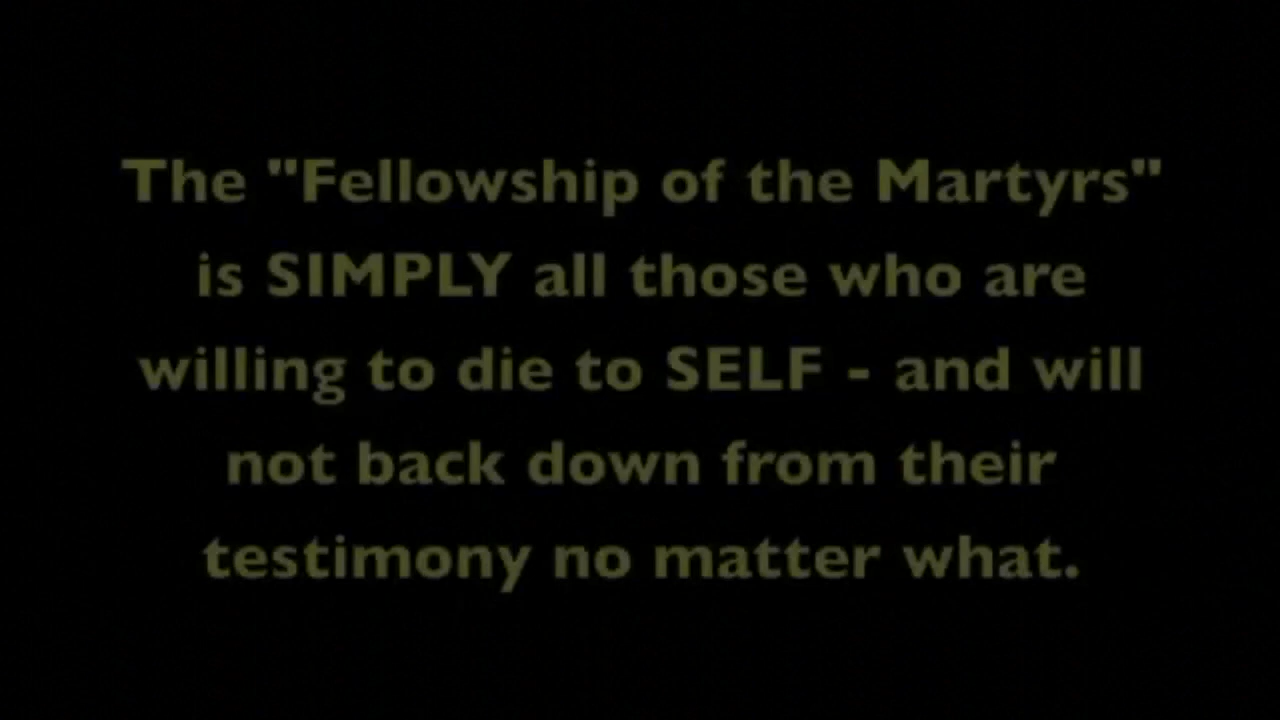 The "Fellowship of the Martyrs"
is SIMPLY all those who are
willing to die to SELF - and will
not back down from their
testimony no matter what.